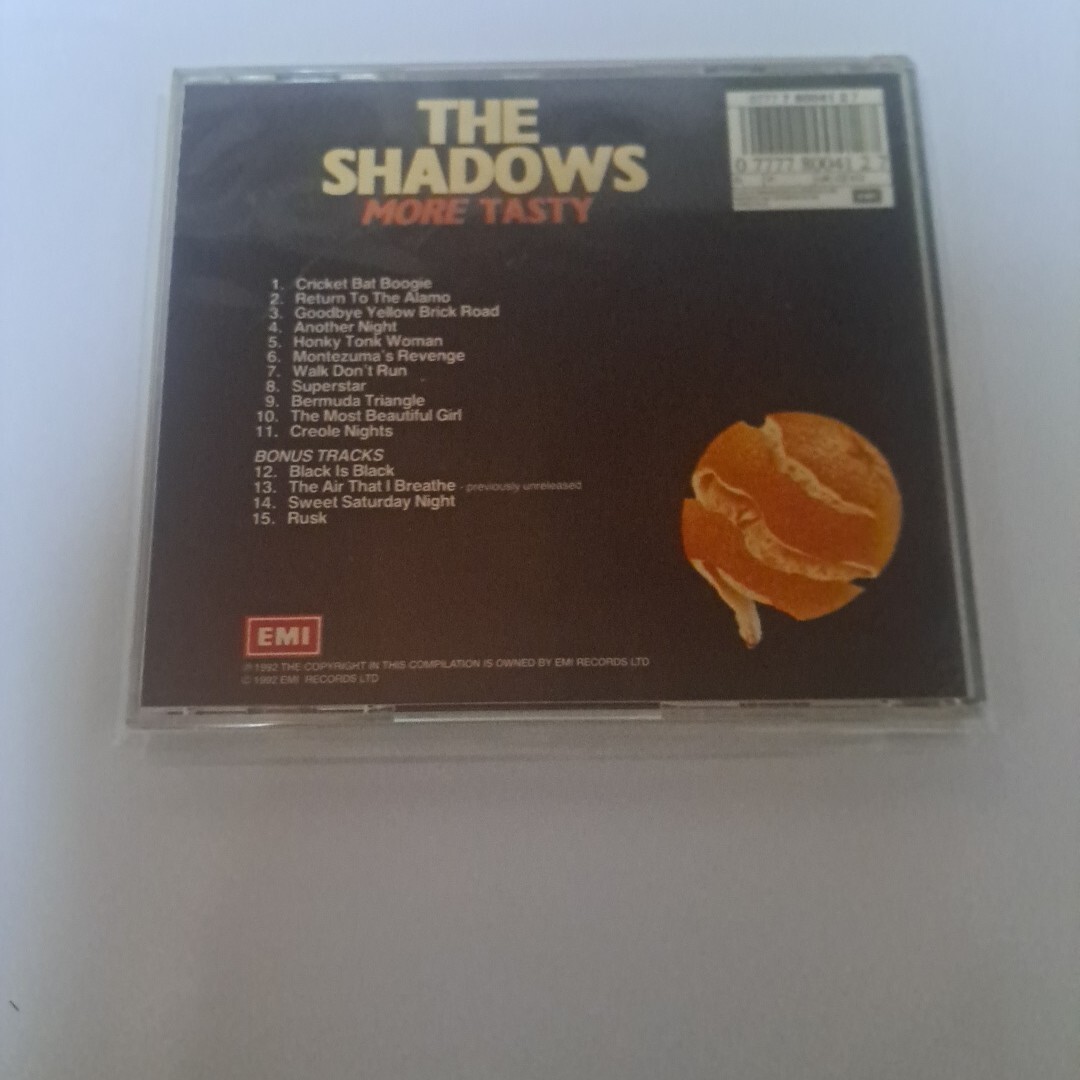 THE
SHADOWS
MORE TASTY
0 7777 80041 2 7
1. Cricket Bat Boogie
2. Return To The Alamo
3. Goodbye Yellow Brick Road
4. Another Night
5. Honky Tonk Woman
6. Montezuma's Revenge
7. Walk Don't Run
8. Superstar
9. Bermuda Triangle
10. The Most Beautiful Girl
11. Creole Nights
BONUS TRACKS
12. Black Is Black
13. The Air That I Breathe - previously unreleased
14. Sweet Saturday Night
15. Rusk
EMI
℗ 1992 THE COPYRIGHT IN THIS COMPILATION IS OWNED BY EMI RECORDS LTD
© 1992 EMI RECORDS LTD